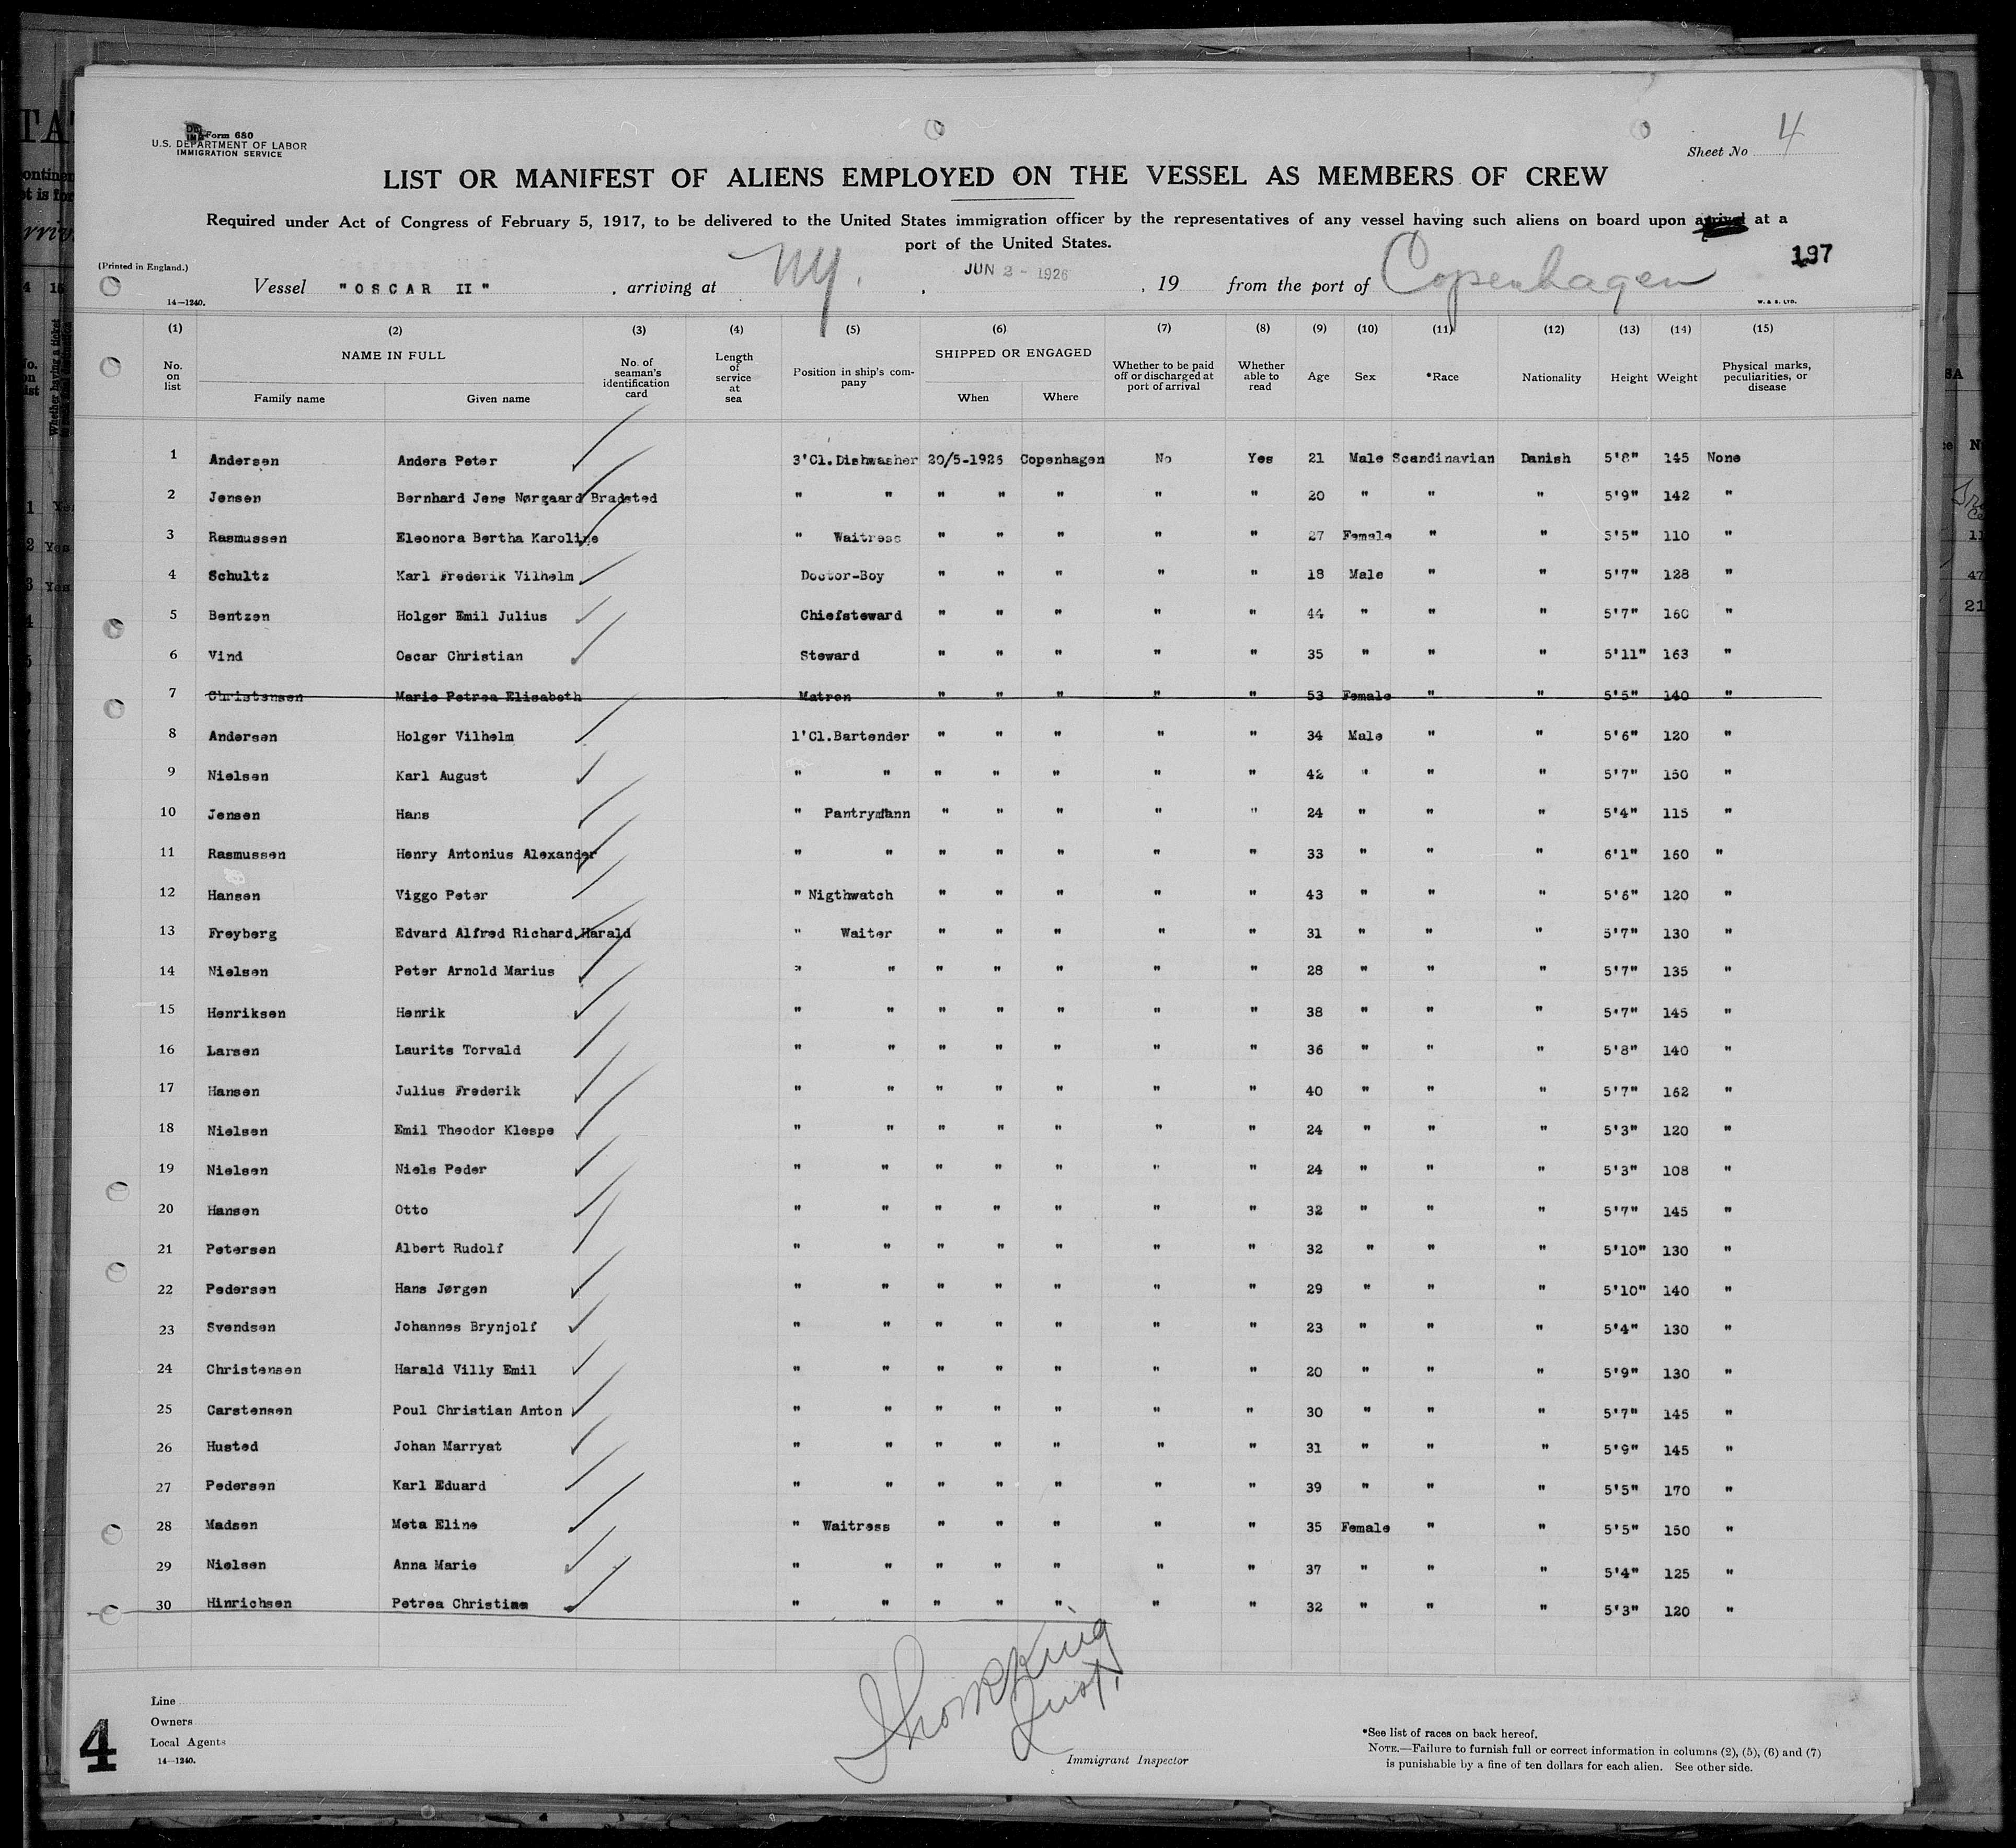 Form 680
U.S. DEPARTMENT OF LABOR
IMMIGRATION SERVICE
Sheet No 4
LIST OR MANIFEST OF ALIENS EMPLOYED ON THE VESSEL AS MEMBERS OF CREW
Required under Act of Congress of February 5, 1917, to be delivered to the United States immigration officer by the representatives of any vessel having such aliens on board upon arrival at a
port of the United States.
197
(Printed in England.)
Vessel "OSCAR II" , arriving at NY. , JUN 2 - 1926 , 19 from the port of Copenhagen
14—1240. W. & S. LTD.
(1) (2) (3) (4) (5) (6) (7) (8) (9) (10) (11) (12) (13) (14) (15)
No. on list NAME IN FULL Family name Given name No. of seaman's identification card Length of service at sea Position in ship's company SHIPPED OR ENGAGED When Where Whether to be paid off or discharged at port of arrival Whether able to read Age Sex *Race Nationality Height Weight Physical marks, peculiarities, or disease
1 Andersen Anders Peter 3'Cl.Dishwasher 20/5-1926 Copenhagen No Yes 21 Male Scandinavian Danish 5'8" 145 None
2 Jensen Bernhard Jens Nørgaard Bradsted " " " " " " " 20 " " " 5'9" 142 "
3 Rasmussen Eleonora Bertha Karoline " Waitress " " " " " 27 Female " " 5'5" 110 "
4 Schultz Karl Frederik Vilhelm Doctor-Boy " " " " " 18 Male " " 5'7" 128 "
5 Bentzen Holger Emil Julius Chiefsteward " " " " " 44 " " " 5'7" 160 "
6 Vind Oscar Christian Steward " " " " " 35 " " " 5'11" 163 "
7 Christensen Marie Petrea Elisabeth Matron " " " " " 53 Female " " 5'5" 140 "
8 Andersen Holger Vilhelm 1'Cl.Bartender " " " " " 34 Male " " 5'6" 120 "
9 Nielsen Karl August " " " " " " " 42 " " " 5'7" 150 "
10 Jensen Hans " Pantrymann " " " " " 24 " " " 5'4" 115 "
11 Rasmussen Henry Antonius Alexander " " " " " " " 33 " " " 6'1" 160 "
12 Hansen Viggo Peter " Nigthwatch " " " " " 43 " " " 5'6" 120 "
13 Freyberg Edvard Alfred Richard Harald " Waiter " " " " " 31 " " " 5'7" 130 "
14 Nielsen Peter Arnold Marius " " " " " " " 28 " " " 5'7" 135 "
15 Henriksen Henrik " " " " " " " 38 " " " 5'7" 145 "
16 Larsen Laurits Torvald " " " " " " " 36 " " " 5'8" 140 "
17 Hansen Julius Frederik " " " " " " " 40 " " " 5'7" 162 "
18 Nielsen Emil Theodor Klespe " " " " " " " 24 " " " 5'3" 120 "
19 Nielsen Niels Peder " " " " " " " 24 " " " 5'3" 108 "
20 Hansen Otto " " " " " " " 32 " " " 5'7" 145 "
21 Petersen Albert Rudolf " " " " " " " 32 " " " 5'10" 130 "
22 Pedersen Hans Jørgen " " " " " " " 29 " " " 5'10" 140 "
23 Svendsen Johannes Brynjolf " " " " " " " 23 " " " 5'4" 130 "
24 Christensen Harald Villy Emil " " " " " " " 20 " " " 5'9" 130 "
25 Carstensen Poul Christian Anton " " " " " " " 30 " " " 5'7" 145 "
26 Husted Johan Marryat " " " " " " " 31 " " " 5'9" 145 "
27 Pedersen Karl Eduard " " " " " " " 39 " " " 5'5" 170 "
28 Madsen Meta Eline " Waitress " " " " " 35 Female " " 5'5" 150 "
29 Nielsen Anna Marie " " " " " " " 37 " " " 5'4" 125 "
30 Hinrichsen Petrea Christine " " " " " " " 32 " " " 5'3" 120 "
Line
Owners
Local Agents
14—1240.
4
Immigrant Inspector
*See list of races on back hereof.
NOTE.—Failure to furnish full or correct information in columns (2), (5), (6) and (7)
is punishable by a fine of ten dollars for each alien. See other side.